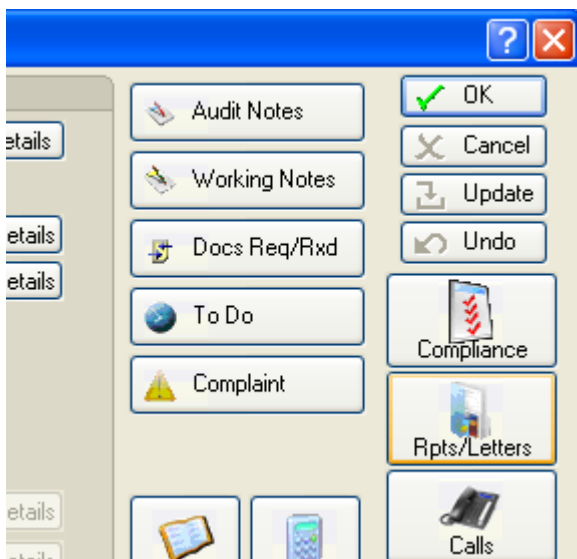 ?
Audit Notes
OK
etails
Cancel
Working Notes
Update
etails
Docs Req/Rxd
Undo
etails
To Do
Compliance
Complaint
Rpts/Letters
etails
Calls
etails